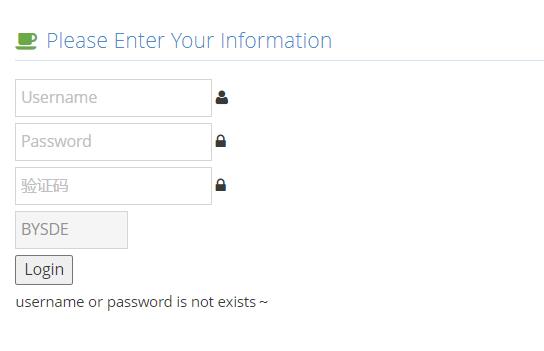 Please Enter Your Information
Username
Password
验证码
BYSDE
Login
username or password is not exists ~